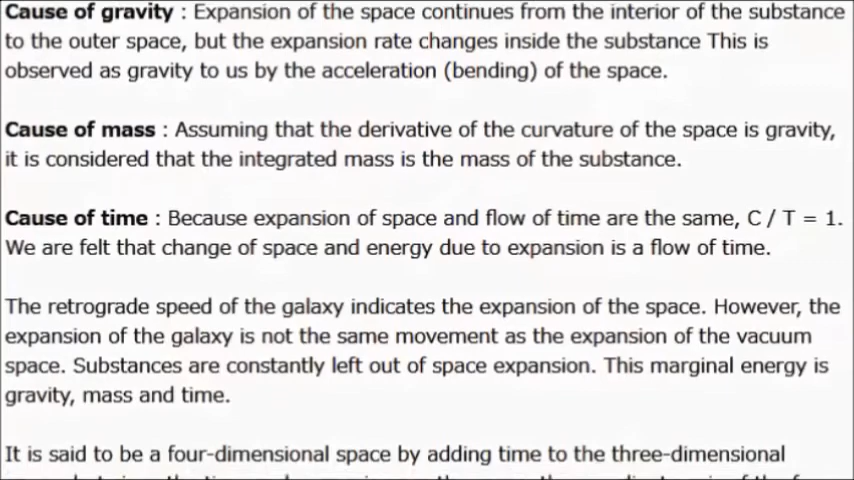 Cause of gravity : Expansion of the space continues from the interior of the substance
to the outer space, but the expansion rate changes inside the substance This is
observed as gravity to us by the acceleration (bending) of the space.
Cause of mass : Assuming that the derivative of the curvature of the space is gravity,
it is considered that the integrated mass is the mass of the substance.
Cause of time : Because expansion of space and flow of time are the same, C / T = 1.
We are felt that change of space and energy due to expansion is a flow of time.
The retrograde speed of the galaxy indicates the expansion of the space. However, the
expansion of the galaxy is not the same movement as the expansion of the vacuum
space. Substances are constantly left out of space expansion. This marginal energy is
gravity, mass and time.
It is said to be a four-dimensional space by adding time to the three-dimensional